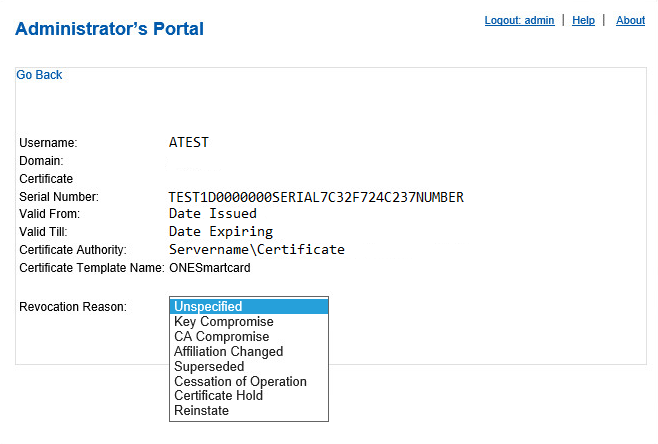 Administrator's Portal
Logout: admin | Help | About
Go Back
Username: ATEST
Domain:
Certificate
Serial Number: TEST1D0000000SERIAL7C32F724C237NUMBER
Valid From: Date Issued
Valid Till: Date Expiring
Certificate Authority: Servername\Certificate
Certificate Template Name: ONESmartcard
Revocation Reason: Unspecified
Key Compromise
CA Compromise
Affiliation Changed
Superseded
Cessation of Operation
Certificate Hold
Reinstate